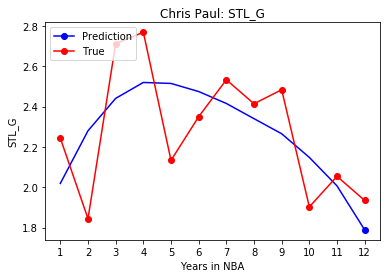 Chris Paul: STL_G
Prediction
True
STL_G
2.8
2.6
2.4
2.2
2.0
1.8
1 2 3 4 5 6 7 8 9 10 11 12
Years in NBA